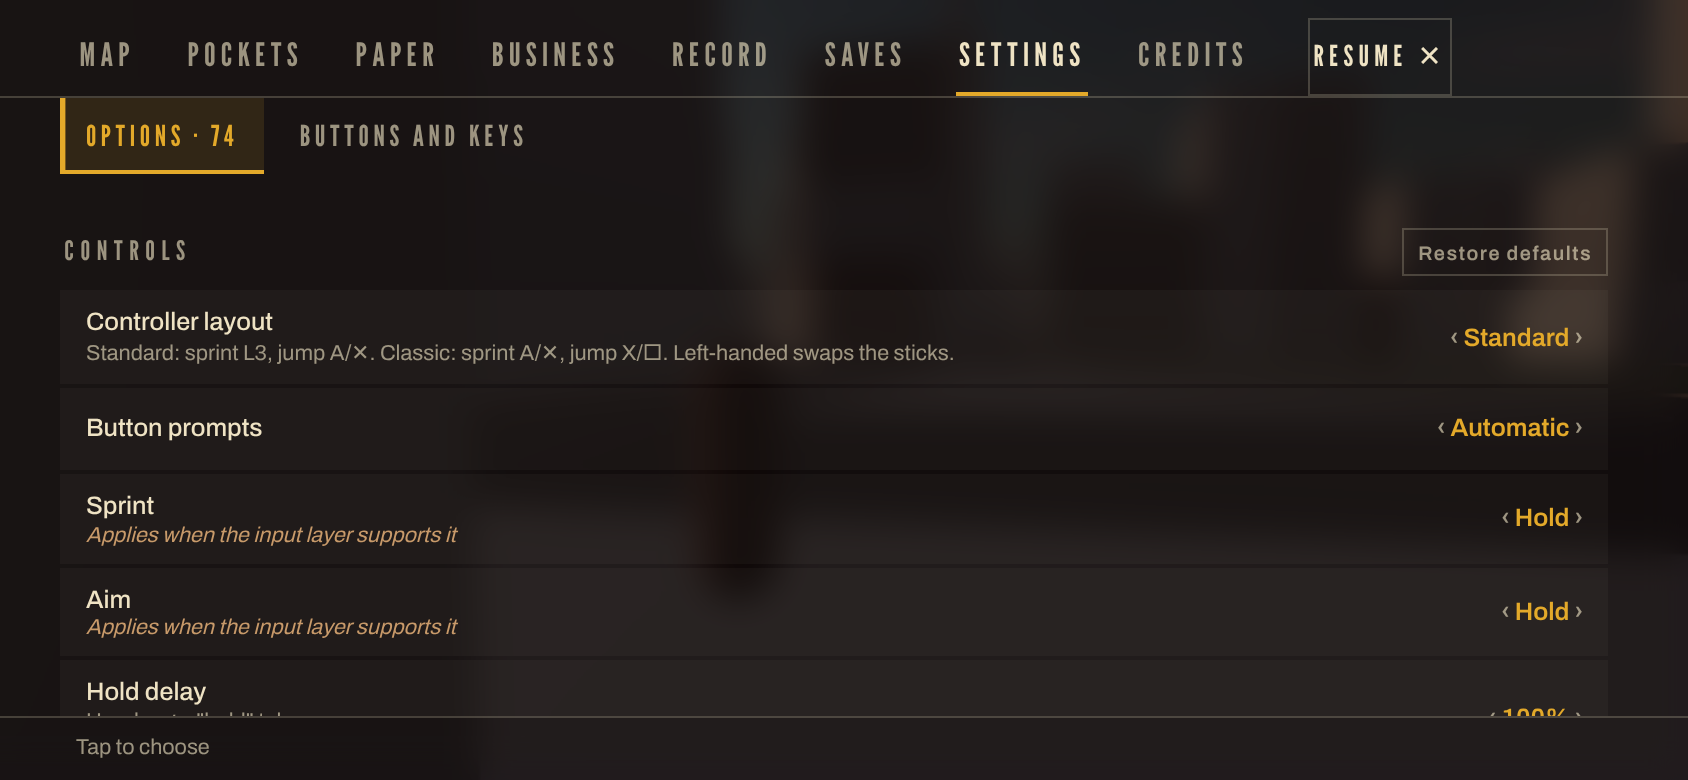 MAP POCKETS PAPER BUSINESS RECORD SAVES SETTINGS CREDITS RESUME ✕
OPTIONS · 74 BUTTONS AND KEYS
CONTROLS Restore defaults
Controller layout
Standard: sprint L3, jump A/✕. Classic: sprint A/✕, jump X/☐. Left-handed swaps the sticks.
‹ Standard ›
Button prompts ‹ Automatic ›
Sprint
Applies when the input layer supports it
‹ Hold ›
Aim
Applies when the input layer supports it
‹ Hold ›
Hold delay
‹ 100% ›
Tap to choose